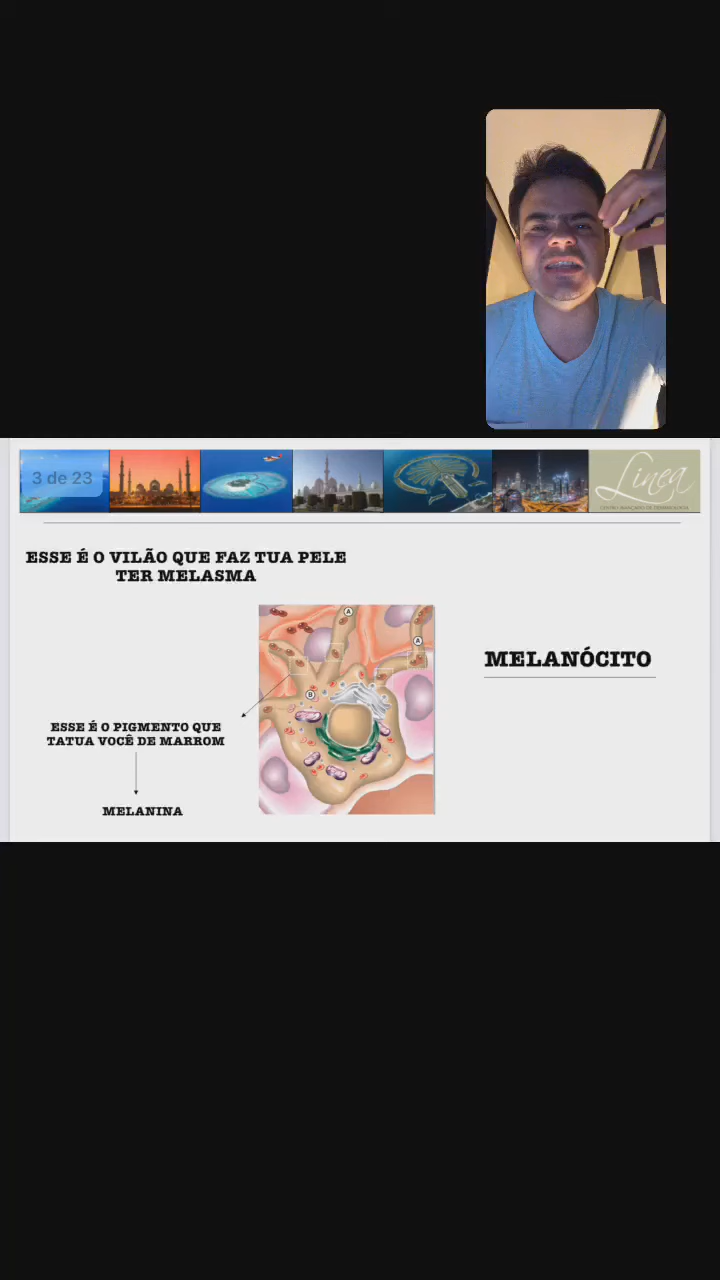 3 de 23
Linea
ESSE É O VILÃO QUE FAZ TUA PELE
TER MELASMA
A
A
MELANÓCITO
B
ESSE É O PIGMENTO QUE
TATUA VOCÊ DE MARROM
MELANINA